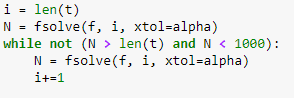 i = len(t)
N = fsolve(f, i, xtol=alpha)
while not (N > len(t) and N < 1000):
    N = fsolve(f, i, xtol=alpha)
    i+=1